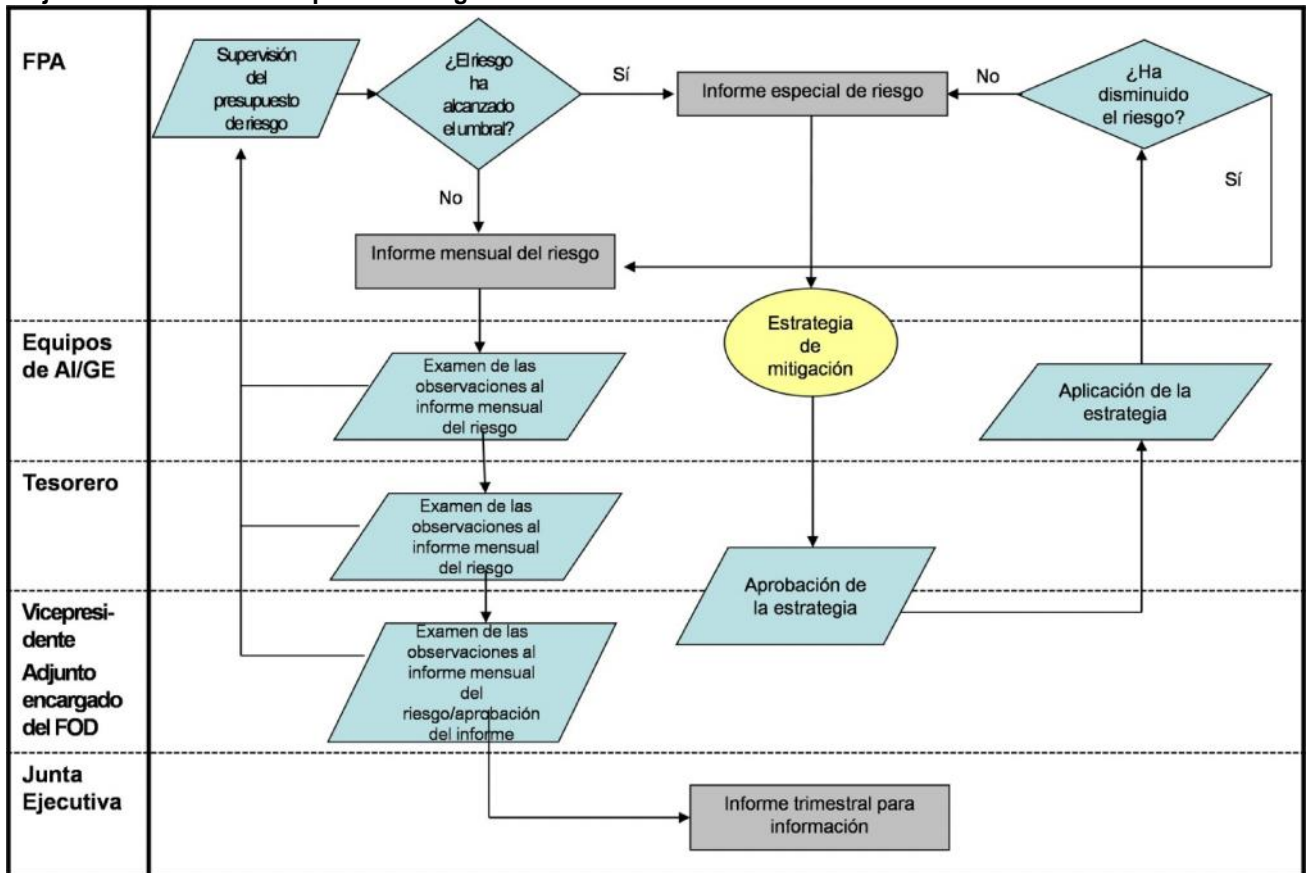 FPA
Supervisión
del
presupuesto
de riesgo
¿El riesgo
ha
alcanzado
el umbral?
Sí
Informe especial de riesgo
No
¿Ha
disminuido
el riesgo?
Sí
No
Informe mensual del riesgo
Equipos
de AI/GE
Examen de las
observaciones al
informe mensual
del riesgo
Estrategia
de
mitigación
Aplicación de la
estrategia
Tesorero
Examen de las
observaciones al
informe mensual
del riesgo
Aprobación de
la estrategia
Vicepresi-
dente
Adjunto
encargado
del FOD
Examen de las
observaciones al
informe mensual
del
riesgo/aprobación
del informe
Junta
Ejecutiva
Informe trimestral para
información